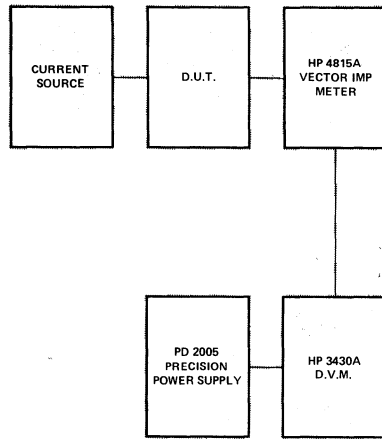 CURRENT
SOURCE
D.U.T.
HP 4815A
VECTOR IMP
METER
PD 2005
PRECISION
POWER SUPPLY
HP 3430A
D.V.M.